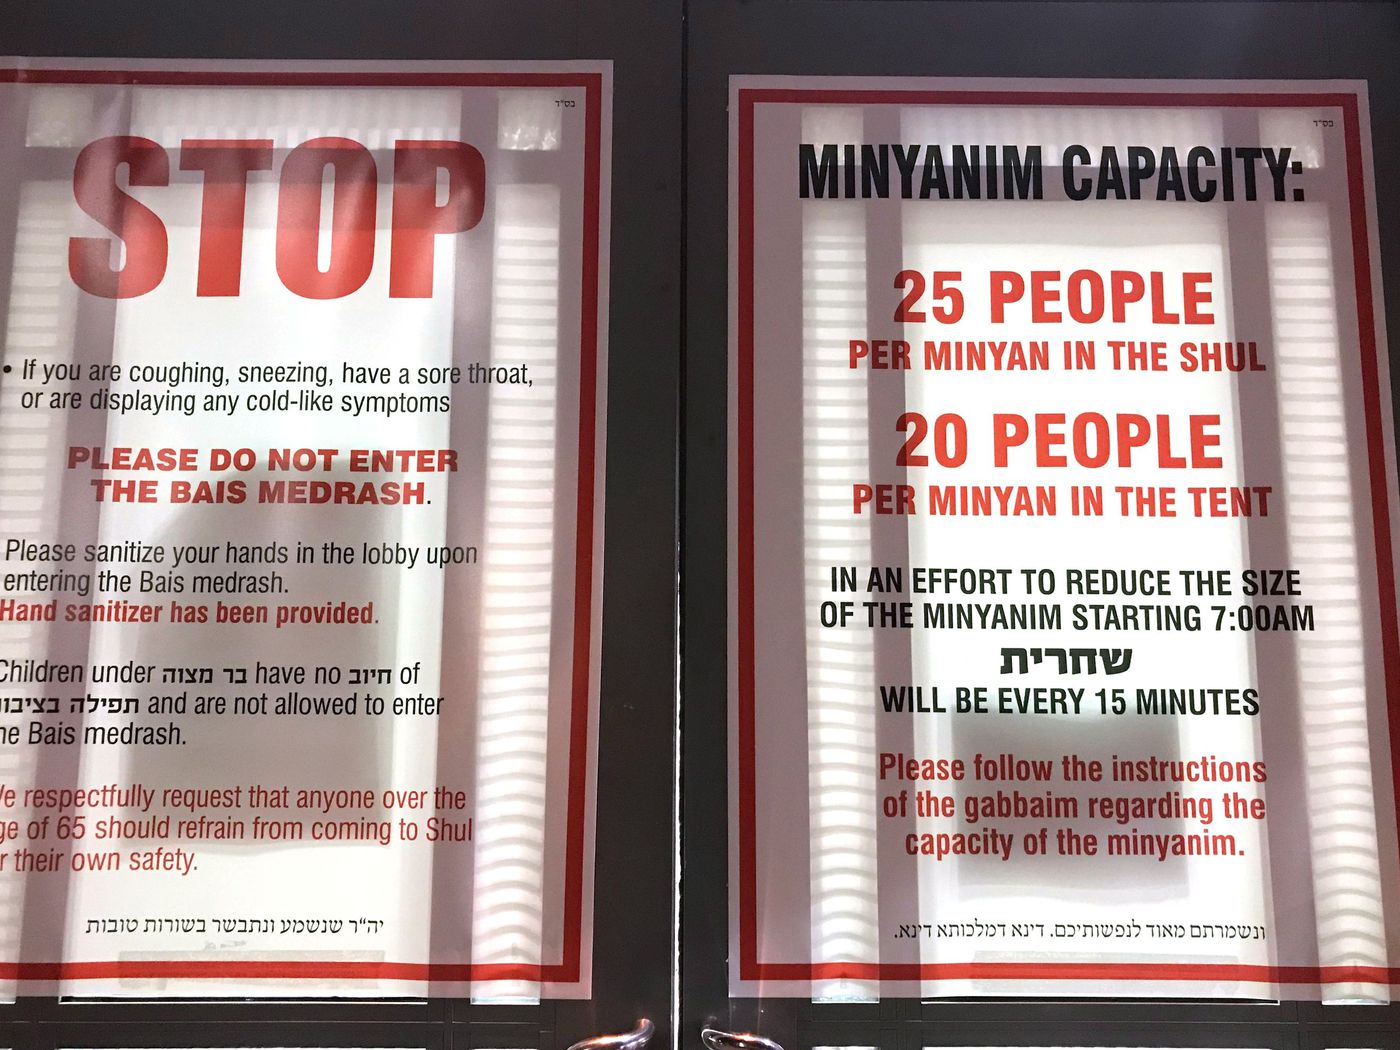 בס"ד
STOP
• If you are coughing, sneezing, have a sore throat,
or are displaying any cold-like symptoms
PLEASE DO NOT ENTER
THE BAIS MEDRASH.
Please sanitize your hands in the lobby upon
entering the Bais medrash.
Hand sanitizer has been provided.
Children under בר מצוה have no חיוב of
תפילה and are not allowed to enter
Bais medrash.
respectfully request that anyone over the
of 65 should refrain from coming to Shul
their own safety.
יה"ר שנשמע ונתבשר בשורות טובות
בס"ד
MINYANIM CAPACITY:
25 PEOPLE
PER MINYAN IN THE SHUL
20 PEOPLE
PER MINYAN IN THE TENT
IN AN EFFORT TO REDUCE THE SIZE
OF THE MINYANIM STARTING 7:00AM
שחרית
WILL BE EVERY 15 MINUTES
Please follow the instructions
of the gabbaim regarding the
capacity of the minyanim.
ונשמרתם מאוד לנפשותיכם. דינא דמלכותא דינא.